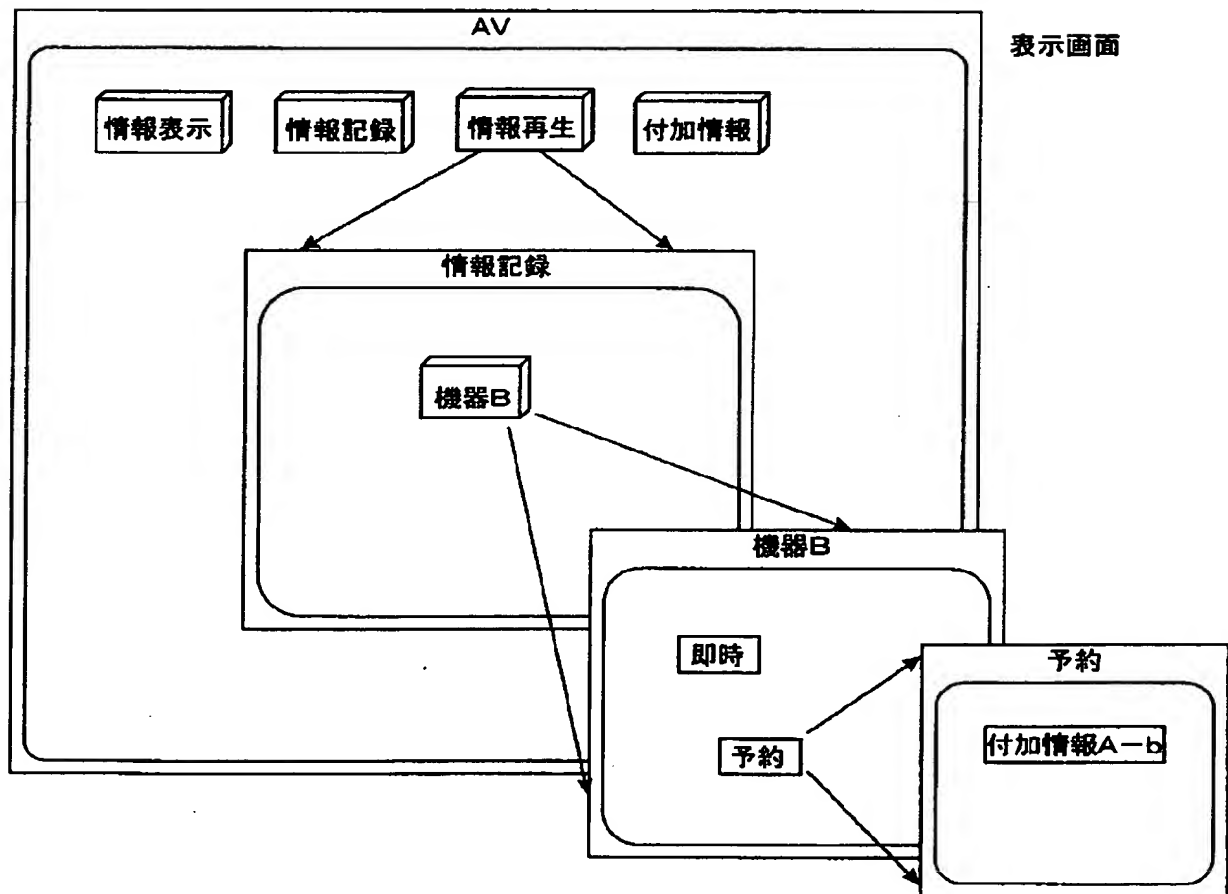 AV
表示画面
情報表示
情報記録
情報再生
付加情報
情報記録
機器B
機器B
即時
予約
予約
付加情報A-b